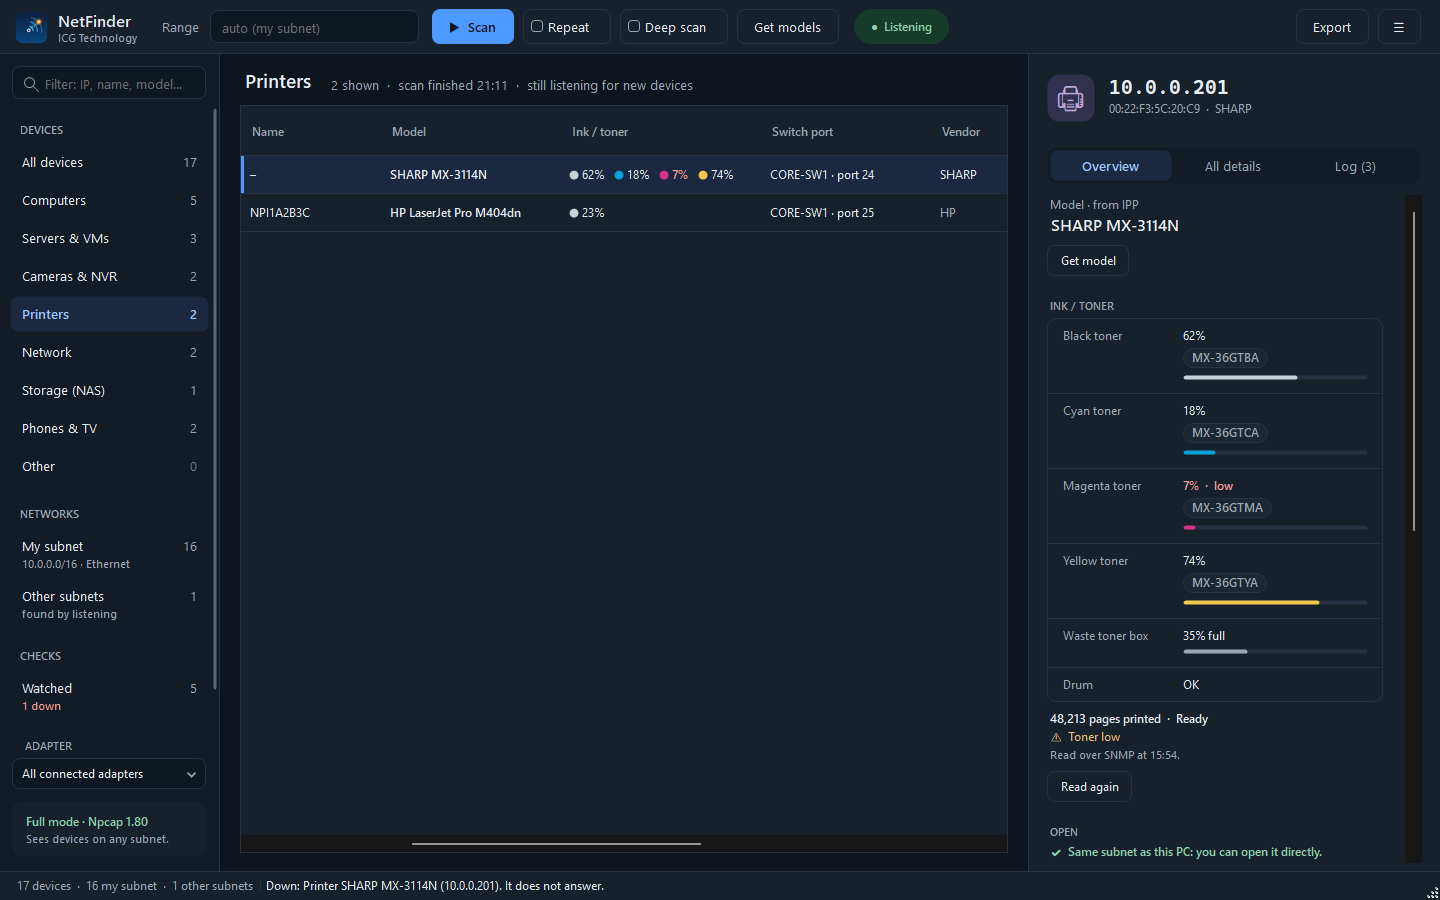 NetFinder
ICG Technology
Range
auto (my subnet)
Scan
Repeat
Deep scan
Get models
Listening
Export
Filter: IP, name, model...
DEVICES
All devices 17
Computers 5
Servers & VMs 3
Cameras & NVR 2
Printers 2
Network 2
Storage (NAS) 1
Phones & TV 2
Other 0
NETWORKS
My subnet 16
10.0.0.0/16 · Ethernet
Other subnets 1
found by listening
CHECKS
Watched 5
1 down
ADAPTER
All connected adapters
Full mode · Npcap 1.80
Sees devices on any subnet.
Printers 2 shown · scan finished 21:11 · still listening for new devices
Name Model Ink / toner Switch port Vendor
– SHARP MX-3114N 62% 18% 7% 74% CORE-SW1 · port 24 SHARP
NPI1A2B3C HP LaserJet Pro M404dn 23% CORE-SW1 · port 25 HP
10.0.0.201
00:22:F3:5C:20:C9 · SHARP
Overview All details Log (3)
Model · from IPP
SHARP MX-3114N
Get model
INK / TONER
Black toner 62%
MX-36GTBA
Cyan toner 18%
MX-36GTCA
Magenta toner 7% · low
MX-36GTMA
Yellow toner 74%
MX-36GTYA
Waste toner box 35% full
Drum OK
48,213 pages printed · Ready
⚠ Toner low
Read over SNMP at 15:54.
Read again
OPEN
✓ Same subnet as this PC: you can open it directly.
17 devices · 16 my subnet · 1 other subnets Down: Printer SHARP MX-3114N (10.0.0.201). It does not answer.